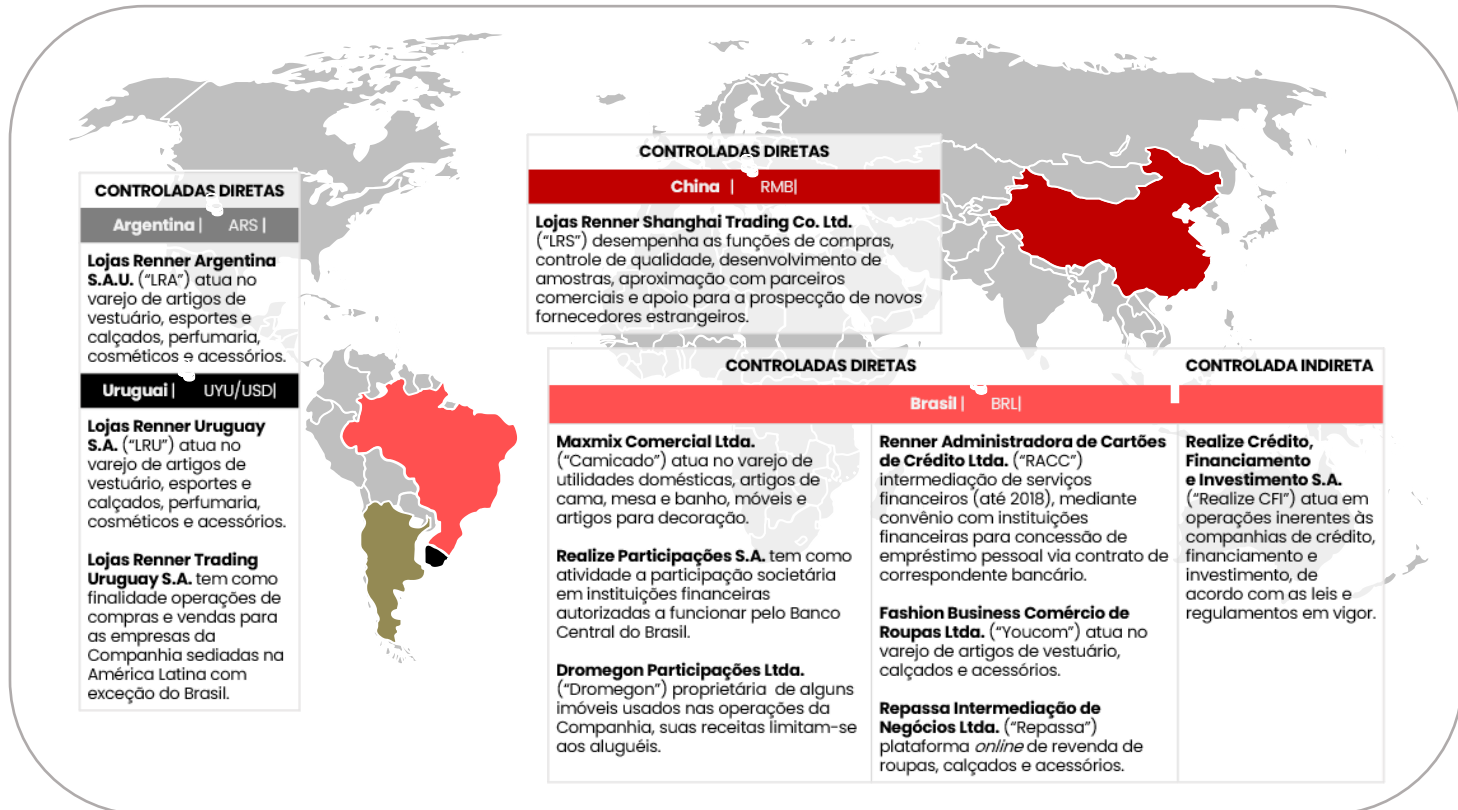 CONTROLADAS DIRETAS
Argentina | ARS |
Lojas Renner Argentina
S.A.U. (“LRA”) atua no
varejo de artigos de
vestuário, esportes e
calçados, perfumaria,
cosméticos e acessórios.
Uruguai | UYU/USD|
Lojas Renner Uruguay
S.A. (“LRU”) atua no
varejo de artigos de
vestuário, esportes e
calçados, perfumaria,
cosméticos e acessórios.
Lojas Renner Trading
Uruguay S.A. tem como
finalidade operações de
compras e vendas para
as empresas da
Companhia sediadas na
América Latina com
exceção do Brasil.
CONTROLADAS DIRETAS
China | RMB|
Lojas Renner Shanghai Trading Co. Ltd.
(“LRS”) desempenha as funções de compras,
controle de qualidade, desenvolvimento de
amostras, aproximação com parceiros
comerciais e apoio para a prospecção de novos
fornecedores estrangeiros.
CONTROLADAS DIRETAS
CONTROLADA INDIRETA
Brasil | BRL|
Maxmix Comercial Ltda.
(“Camicado”) atua no varejo de
utilidades domésticas, artigos de
cama, mesa e banho, móveis e
artigos para decoração.
Realize Participações S.A. tem como
atividade a participação societária
em instituições financeiras
autorizadas a funcionar pelo Banco
Central do Brasil.
Dromegon Participações Ltda.
(“Dromegon”) proprietária de alguns
imóveis usados nas operações da
Companhia, suas receitas limitam-se
aos aluguéis.
Renner Administradora de Cartões
de Crédito Ltda. (“RACC”)
intermediação de serviços
financeiros (até 2018), mediante
convênio com instituições
financeiras para concessão de
empréstimo pessoal via contrato de
correspondente bancário.
Fashion Business Comércio de
Roupas Ltda. (“Youcom”) atua no
varejo de artigos de vestuário,
calçados e acessórios.
Repassa Intermediação de
Negócios Ltda. (“Repassa”)
plataforma online de revenda de
roupas, calçados e acessórios.
Realize Crédito,
Financiamento
e Investimento S.A.
(“Realize CFI”) atua em
operações inerentes às
companhias de crédito,
financiamento e
investimento, de
acordo com as leis e
regulamentos em vigor.